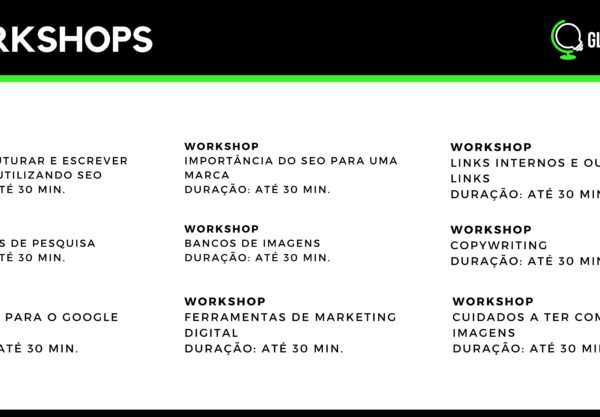 RKSHOPS
GL
UTURAR E ESCREVER
UTILIZANDO SEO
TÉ 30 MIN.
WORKSHOP
IMPORTÂNCIA DO SEO PARA UMA
MARCA
DURAÇÃO: ATÉ 30 MIN.
WORKSHOP
LINKS INTERNOS E OU
LINKS
DURAÇÃO: ATÉ 30 MIN
S DE PESQUISA
TÉ 30 MIN.
WORKSHOP
BANCOS DE IMAGENS
DURAÇÃO: ATÉ 30 MIN.
WORKSHOP
COPYWRITING
DURAÇÃO: ATÉ 30 MIN
PARA O GOOGLE
ATÉ 30 MIN.
WORKSHOP
FERRAMENTAS DE MARKETING
DIGITAL
DURAÇÃO: ATÉ 30 MIN.
WORKSHOP
CUIDADOS A TER COM
IMAGENS
DURAÇÃO: ATÉ 30 MI